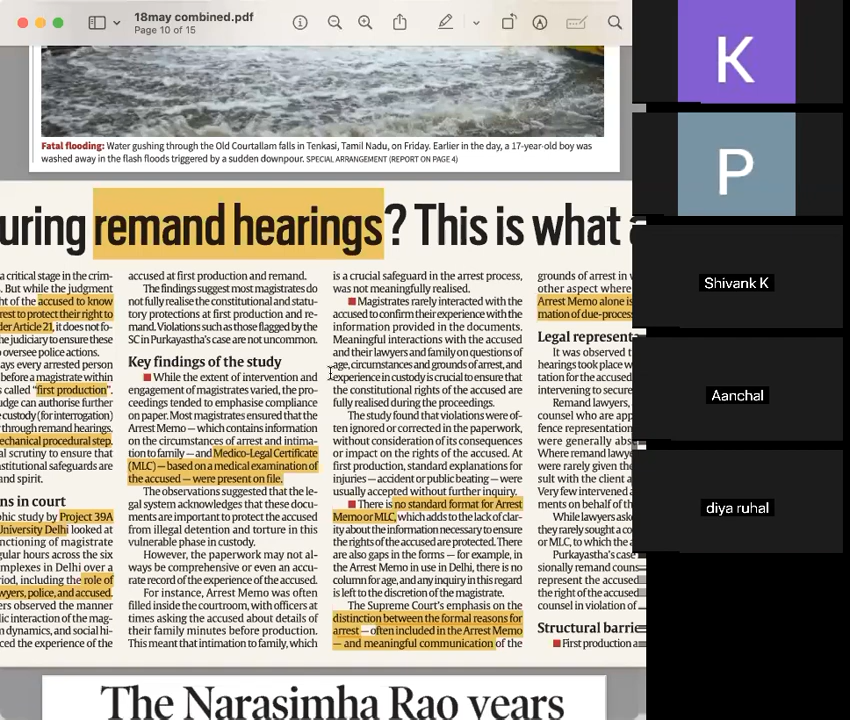 18may combined.pdf
Page 10 of 15
Fatal flooding: Water gushing through the Old Courtallam falls in Tenkasi, Tamil Nadu, on Friday. Earlier in the day, a 17-year-old boy was
washed away in the flash floods triggered by a sudden downpour. SPECIAL ARRANGEMENT (REPORT ON PAGE 4)
uring remand hearings? This is what a
a critical stage in the crim-
. But while the judgment
ht of the accused to know
rest to protect their right to
der Article 21, it does not fo-
he judiciary to ensure these
o oversee police actions.
ays every arrested person
before a magistrate within
s called “first production”.
udge can authorise further
custody (for interrogation)
through remand hearings.
echanical procedural step.
l scrutiny to ensure that
stitutional safeguards are
and spirit.
ns in court
phic study by Project 39A
University Delhi looked at
nctioning of magistrate
gular hours across the six
mplexes in Delhi over a
riod, including the role of
wyers, police, and accused.
ers observed the manner
lic interaction of the mag-
m dynamics, and social hi-
ced the experience of the
accused at first production and remand.
The findings suggest most magistrates do
not fully realise the constitutional and statu-
tory protections at first production and re-
mand. Violations such as those flagged by the
SC in Purkayastha’s case are not uncommon.
Key findings of the study
While the extent of intervention and
engagement of magistrates varied, the pro-
ceedings tended to emphasise compliance
on paper. Most magistrates ensured that the
Arrest Memo — which contains information
on the circumstances of arrest and intima-
tion to family — and Medico-Legal Certificate
(MLC) — based on a medical examination of
the accused — were present on file.
The observations suggested that the le-
gal system acknowledges that these docu-
ments are important to protect the accused
from illegal detention and torture in this
vulnerable phase in custody.
However, the paperwork may not al-
ways be comprehensive or even an accu-
rate record of the experience of the accused.
For instance, Arrest Memo was often
filled inside the courtroom, with officers at
times asking the accused about details of
their family minutes before production.
This meant that intimation to family, which
is a crucial safeguard in the arrest process,
was not meaningfully realised.
Magistrates rarely interacted with the
accused to confirm their experience with the
information provided in the documents.
Meaningful interactions with the accused
and their lawyers and family on questions of
age, circumstances and grounds of arrest, and
experience in custody is crucial to ensure that
the constitutional rights of the accused are
fully realised during the proceedings.
The study found that violations were of-
ten ignored or corrected in the paperwork,
without consideration of its consequences
or impact on the rights of the accused. At
first production, standard explanations for
injuries — accident or public beating — were
usually accepted without further inquiry.
There is no standard format for Arrest
Memo or MLC, which adds to the lack of clar-
ity about the information necessary to ensure
the rights of the accused are protected. There
are also gaps in the forms — for example, in
the Arrest Memo in use in Delhi, there is no
column for age, and any inquiry in this regard
is left to the discretion of the magistrate.
The Supreme Court’s emphasis on the
distinction between the formal reasons for
arrest — often included in the Arrest Memo
— and meaningful communication of the
grounds of arrest in w
other aspect where
Arrest Memo alone is
mation of due-process
Legal representa
It was observed t
hearings took place w
tation for the accused
intervening to secure
Remand lawyers,
counsel who are app
fence representation
were generally abs
Where remand lawye
were rarely given the
sult with the client a
Very few intervened a
ments on behalf of th
While lawyers ask
they rarely sought a co
or MLC, to which the a
Purkayastha’s case
sionally remand couns
represent the accused
the right of the accused
counsel in violation of
Structural barrie
First production a
The Narasimha Rao years
K
P
Shivank K
Aanchal
diya ruhal